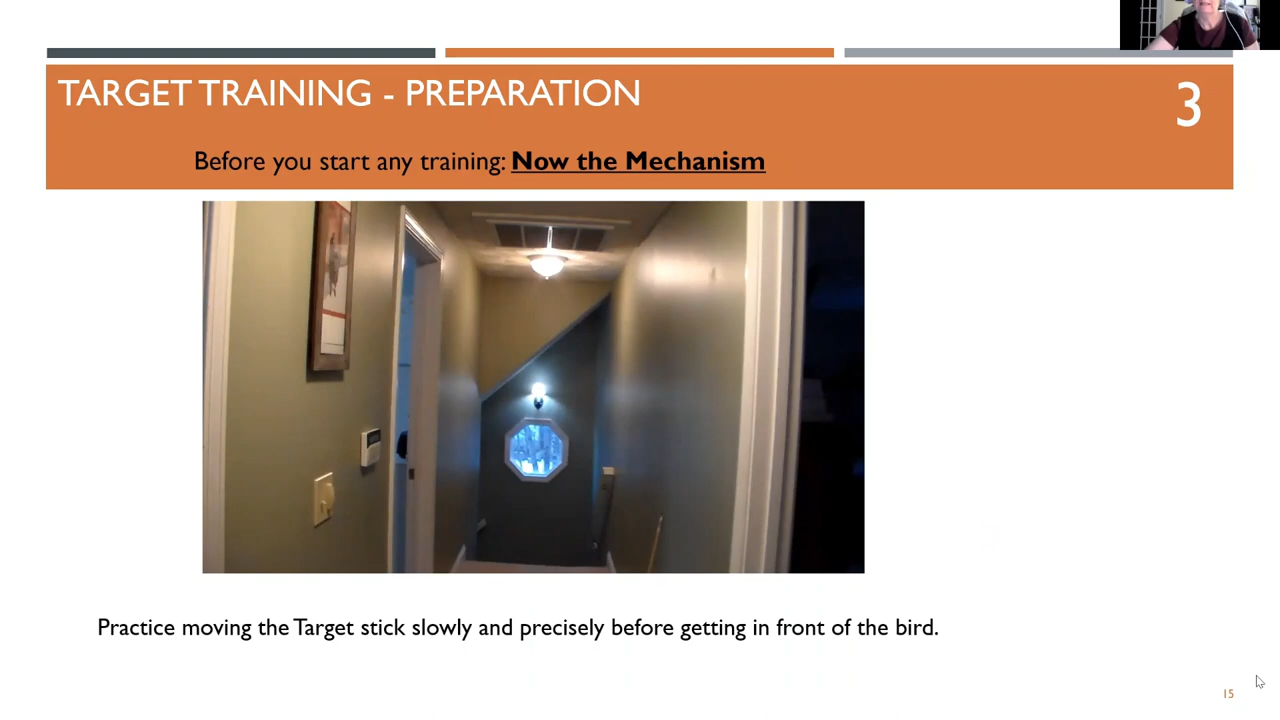 TARGET TRAINING - PREPARATION
3
Before you start any training: Now the Mechanism
Practice moving the Target stick slowly and precisely before getting in front of the bird.
15